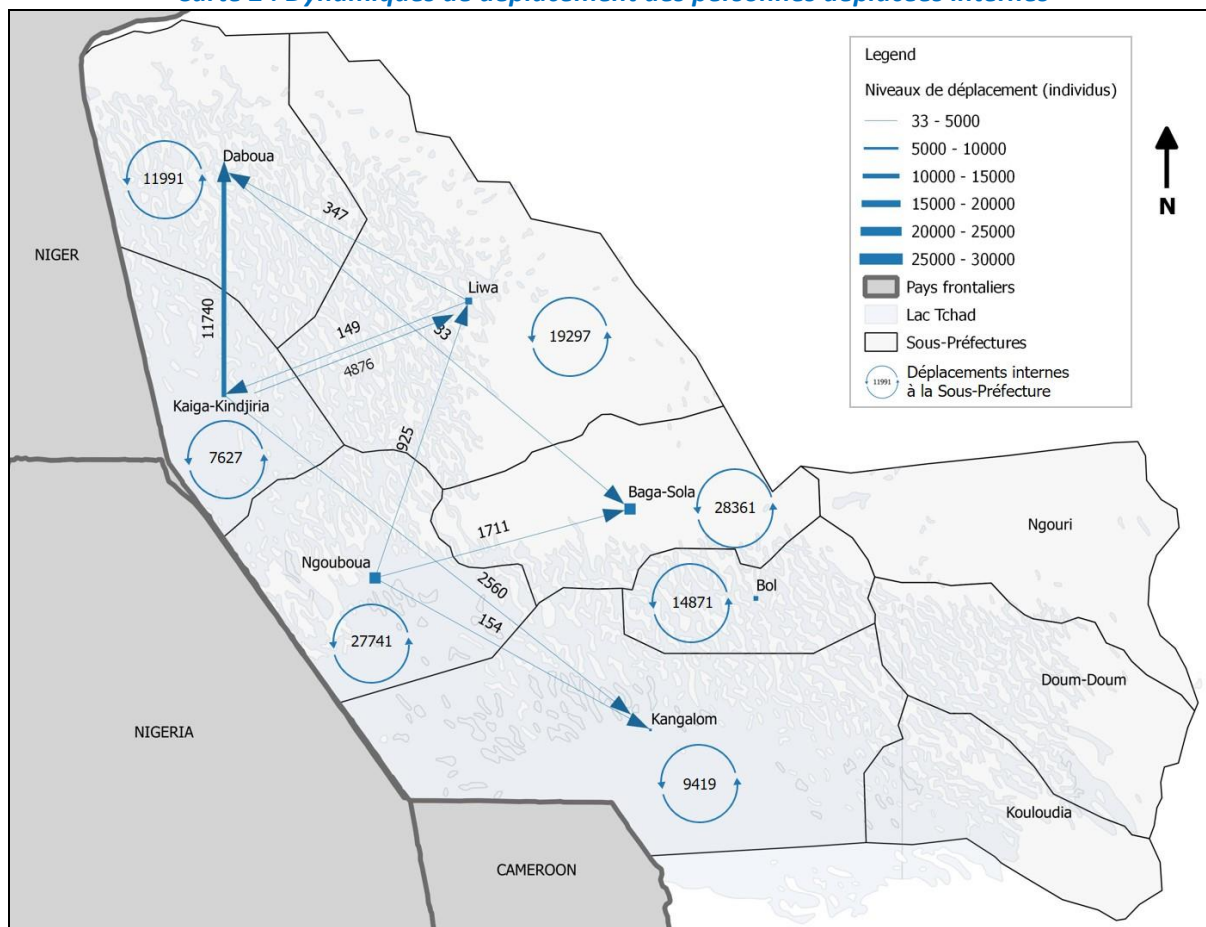 Carte 2 : Dynamiques de déplacement des personnes déplacées internes
Legend
Niveaux de déplacement (individus)
33 - 5000
5000 - 10000
10000 - 15000
15000 - 20000
20000 - 25000
25000 - 30000
Pays frontaliers
Lac Tchad
Sous-Préfectures
11991
Déplacements internes
à la Sous-Préfecture
N
Daboua
11991
347
NIGER
Liwa
11740
149
33
19297
4876
Kaiga-Kindjiria
925
7627
Baga-Sola
28361
Ngouri
1711
Ngouboua
2560
Bol
14871
154
27741
Doum-Doum
Kangalom
NIGERIA
9419
Kouloudia
CAMEROON